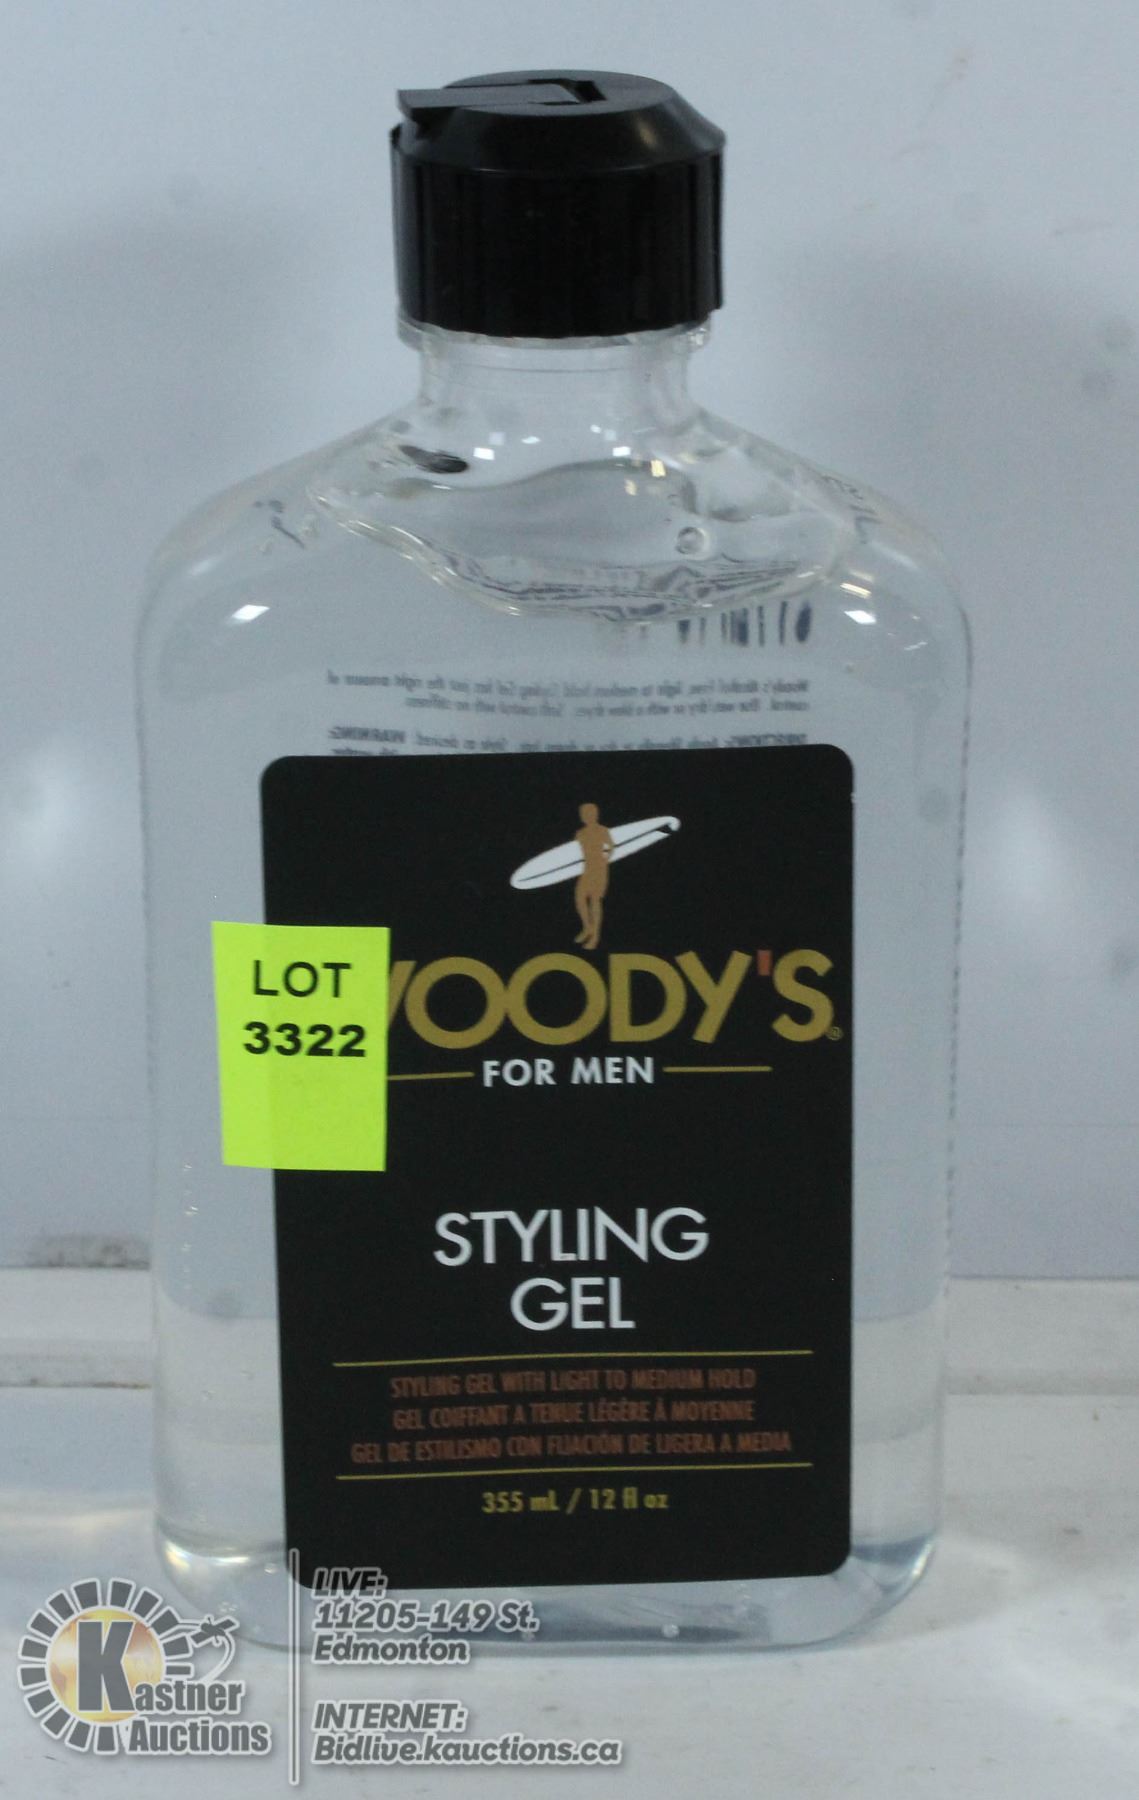 LOT
3322
WOODY'S®
FOR MEN
STYLING
GEL
STYLING GEL WITH LIGHT TO MEDIUM HOLD
GEL COIFFANT A TENUE LÉGÈRE À MOYENNE
GEL DE ESTILISMO CON FIJACIÓN DE LIGERA A MEDIA
355 mL / 12 fl oz
Kastner
Auctions
LIVE:
11205-149 St.
Edmonton
INTERNET:
Bidlive.kauctions.ca